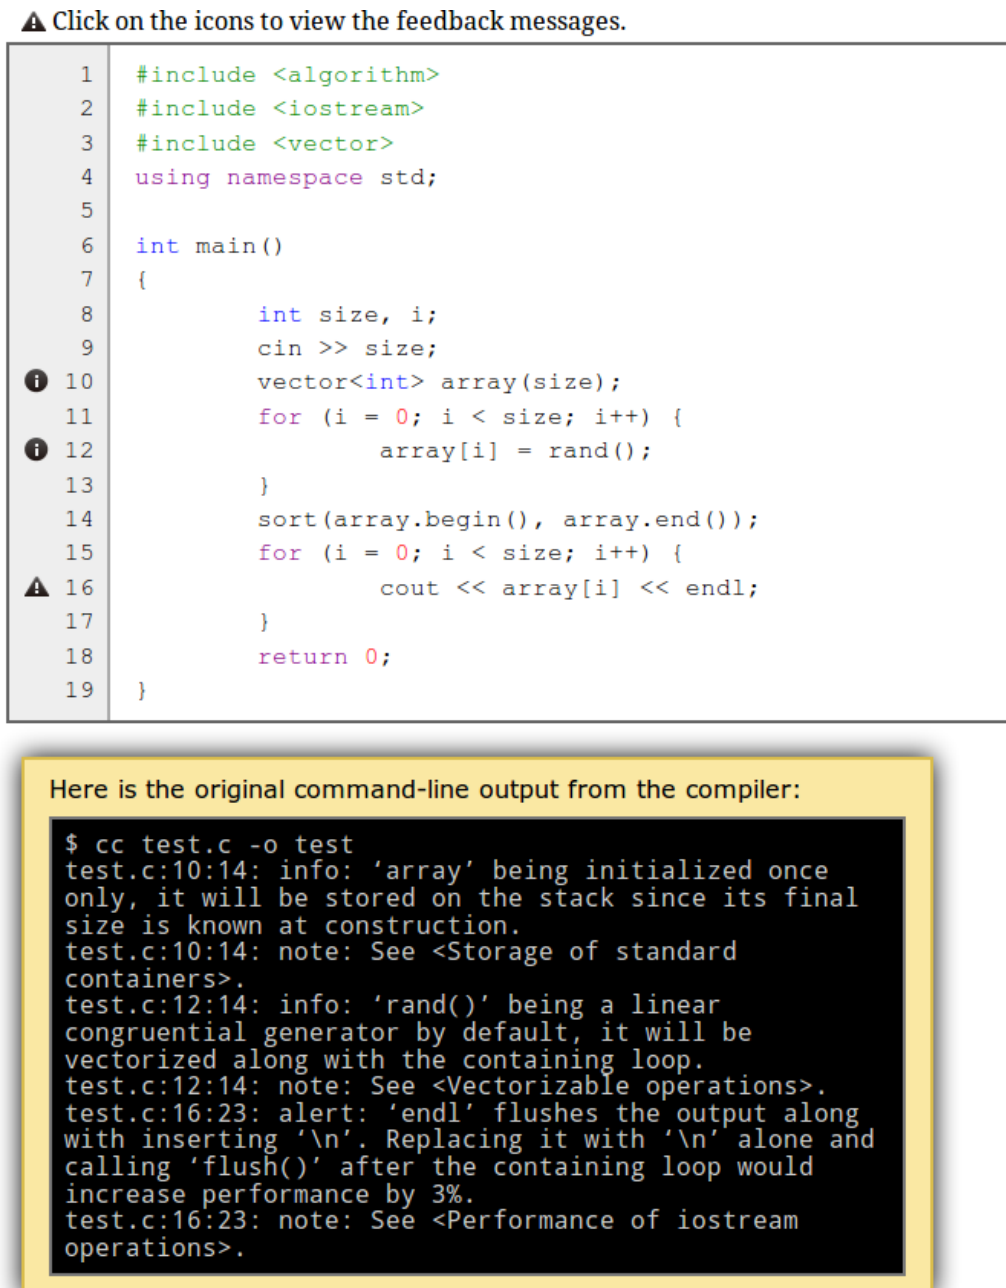 Click on the icons to view the feedback messages.
1 #include <algorithm>
2 #include <iostream>
3 #include <vector>
4 using namespace std;
5
6 int main()
7 {
8 int size, i;
9 cin >> size;
10 vector<int> array(size);
11 for (i = 0; i < size; i++) {
12 array[i] = rand();
13 }
14 sort(array.begin(), array.end());
15 for (i = 0; i < size; i++) {
16 cout << array[i] << endl;
17 }
18 return 0;
19 }
Here is the original command-line output from the compiler:
$ cc test.c -o test
test.c:10:14: info: ‘array’ being initialized once
only, it will be stored on the stack since its final
size is known at construction.
test.c:10:14: note: See <Storage of standard
containers>.
test.c:12:14: info: ‘rand()’ being a linear
congruential generator by default, it will be
vectorized along with the containing loop.
test.c:12:14: note: See <Vectorizable operations>.
test.c:16:23: alert: ‘endl’ flushes the output along
with inserting ‘\n’. Replacing it with ‘\n’ alone and
calling ‘flush()’ after the containing loop would
increase performance by 3%.
test.c:16:23: note: See <Performance of iostream
operations>.